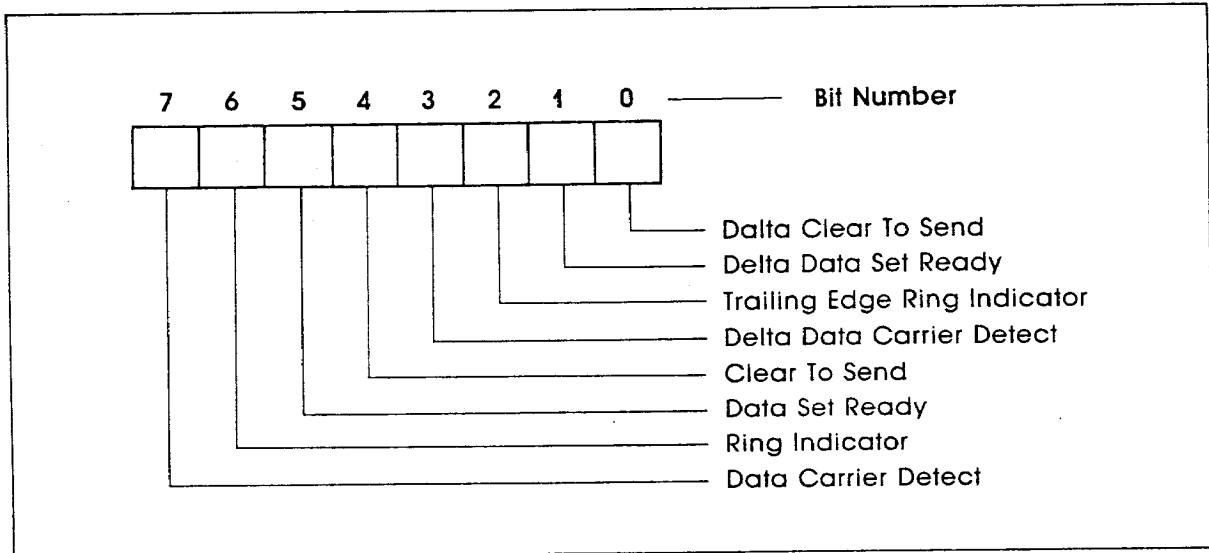 7 6 5 4 3 2 1 0 Bit Number
Dalta Clear To Send
Delta Data Set Ready
Trailing Edge Ring Indicator
Delta Data Carrier Detect
Clear To Send
Data Set Ready
Ring Indicator
Data Carrier Detect